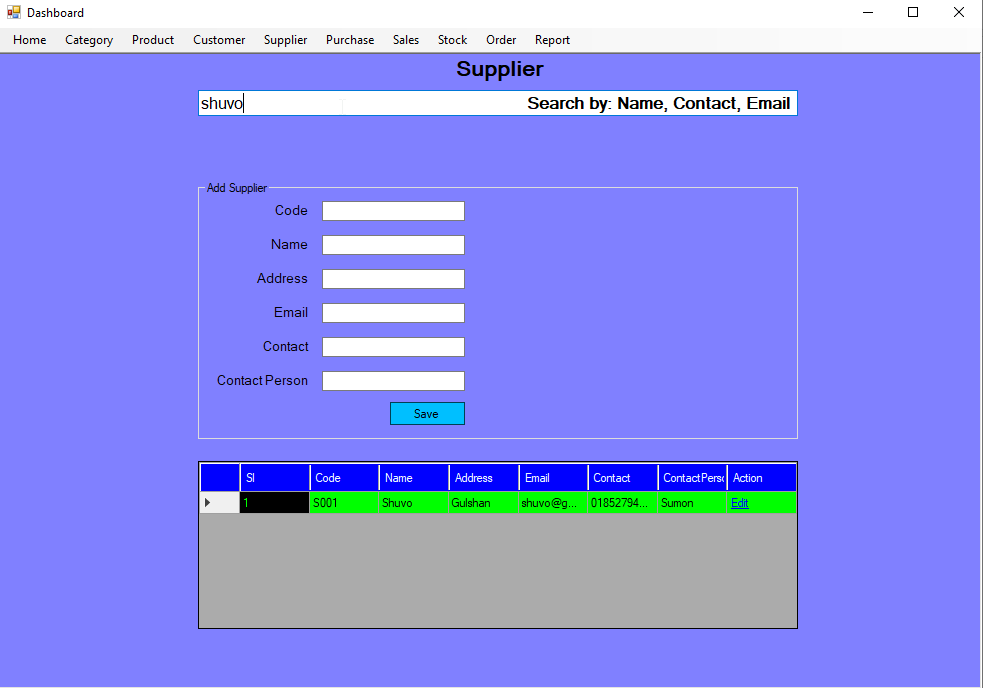 Dashboard
Home Category Product Customer Supplier Purchase Sales Stock Order Report
Supplier
shuvo Search by: Name, Contact, Email
Add Supplier
Code
Name
Address
Email
Contact
Contact Person
Save
Sl Code Name Address Email Contact ContactPerso Action
1 S001 Shuvo Gulshan shuvo@g... 01852794... Sumon Edit